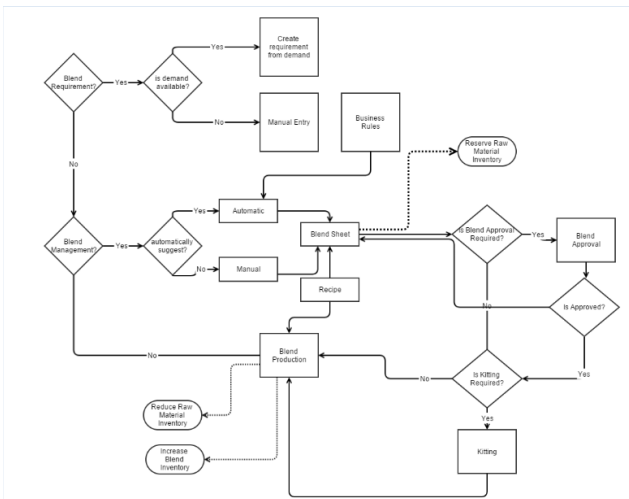 Create
requirement
from demand
Yes
Blend
Requirement?
Yes
is demand
available?
No
Manual Entry
Business
Rules
Reserve Raw
Material
Inventory
No
Yes
Automatic
Blend
Management?
Yes
automatically
suggest?
No
Manual
Blend Sheet
Is Blend Approval
Required?
Yes
Blend
Approval
Recipe
No
Is Approved?
Blend
Production
No
No
Is Kitting
Required?
Yes
Yes
Reduce Raw
Material
Inventory
Increase
Blend
Inventory
Kitting